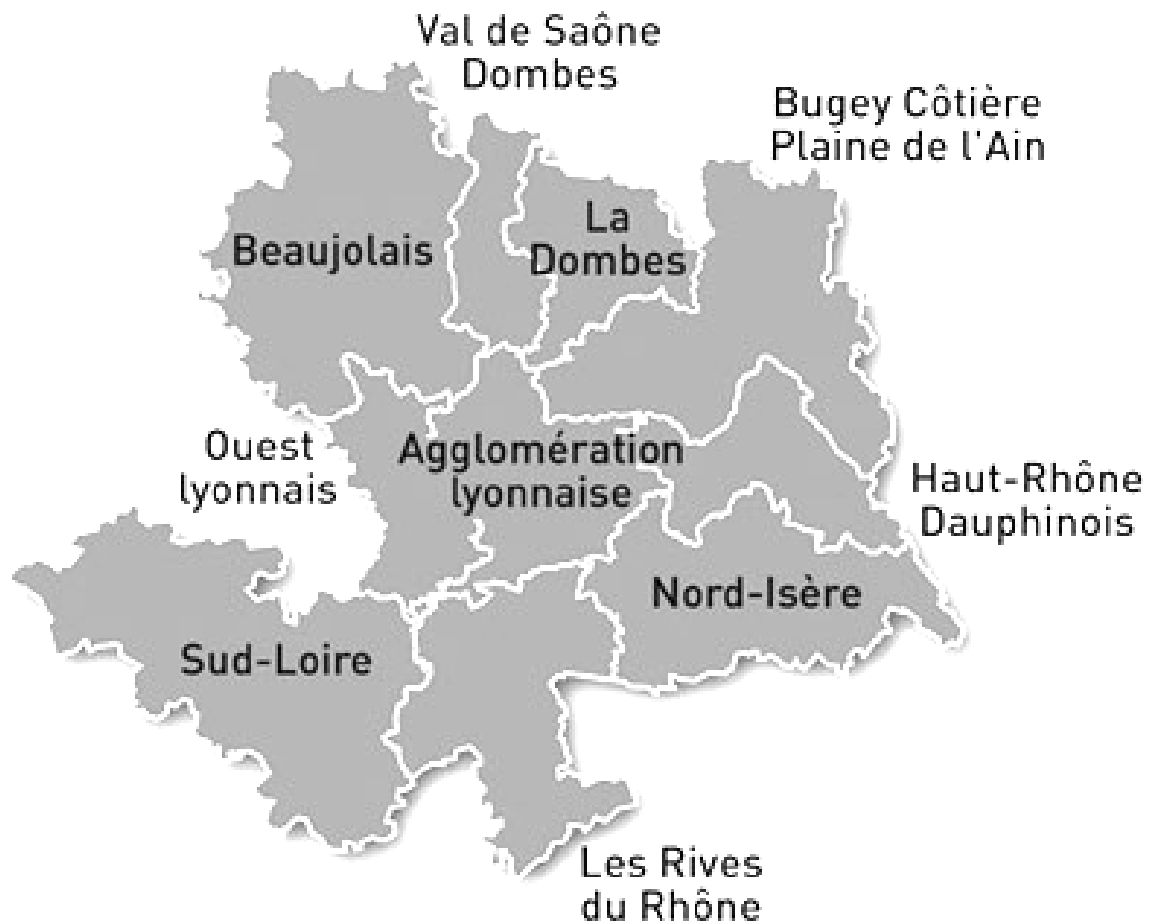 Val de Saône
Dombes
Bugey Côtière
Plaine de l'Ain
La
Dombes
Beaujolais
Ouest
lyonnais
Agglomération
lyonnaise
Haut-Rhône
Dauphinois
Nord-Isère
Sud-Loire
Les Rives
du Rhône